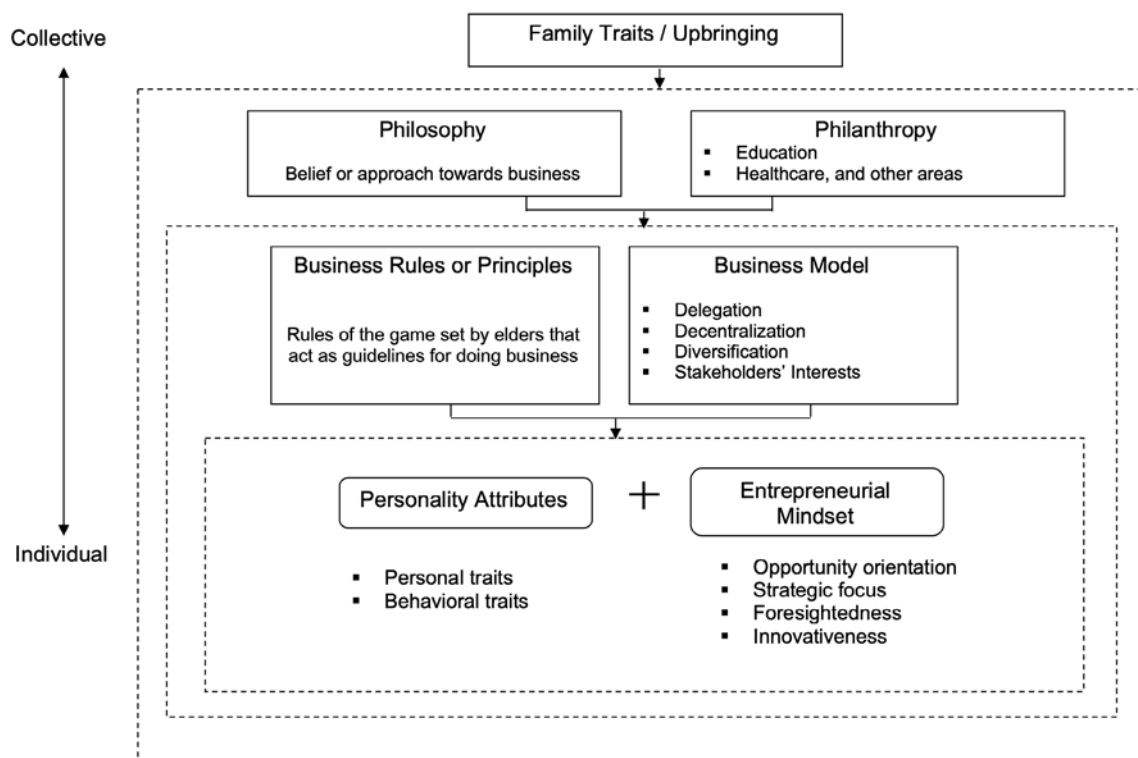 Collective
Family Traits / Upbringing
Philosophy
Belief or approach towards business
Philanthropy
▪ Education
▪ Healthcare, and other areas
Business Rules or Principles
Rules of the game set by elders that
act as guidelines for doing business
Business Model
▪ Delegation
▪ Decentralization
▪ Diversification
▪ Stakeholders' Interests
Personality Attributes
+
Entrepreneurial
Mindset
Individual
▪ Personal traits
▪ Behavioral traits
▪ Opportunity orientation
▪ Strategic focus
▪ Foresightedness
▪ Innovativeness